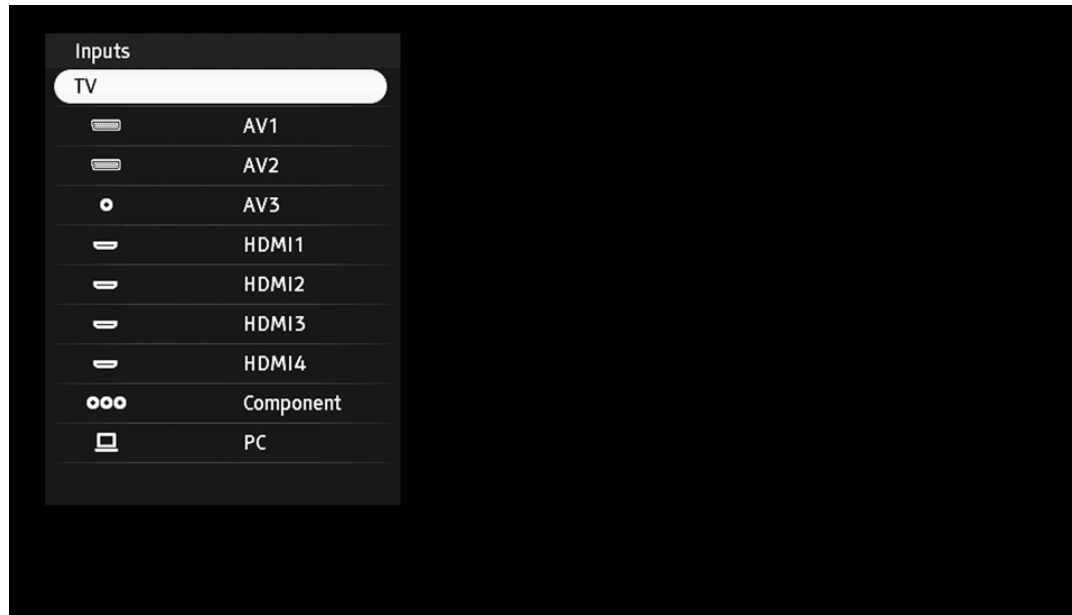 Inputs
TV
AV1
AV2
AV3
HDMI1
HDMI2
HDMI3
HDMI4
Component
PC